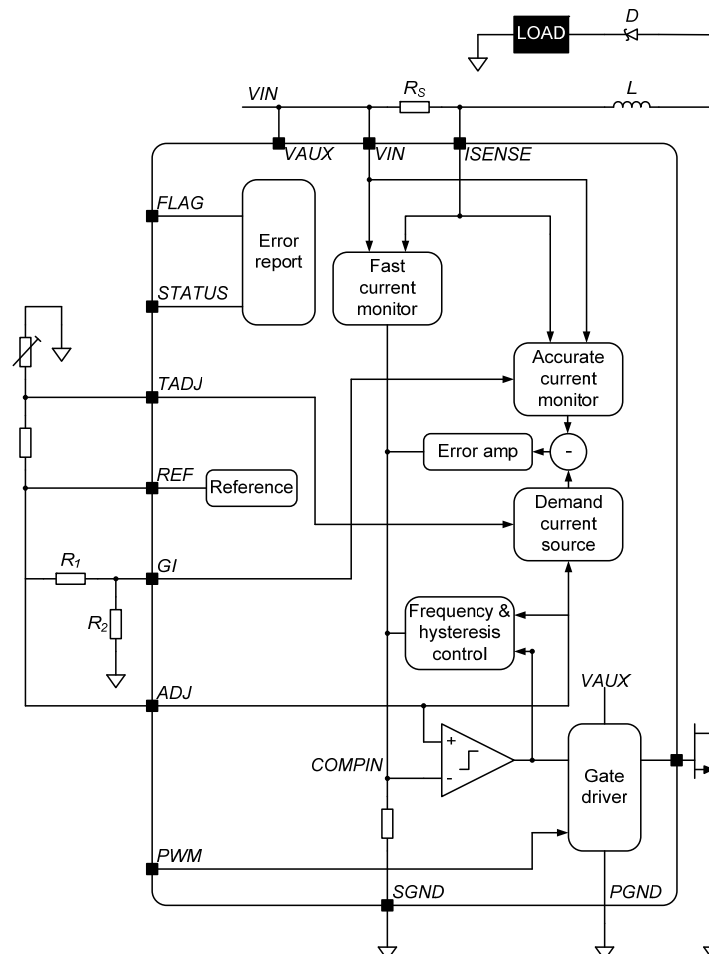 D
LOAD
VIN
RS
L
VAUX
VIN
ISENSE
FLAG
Error
report
Fast
current
monitor
STATUS
Accurate
current
monitor
TADJ
Error amp
-
REF
Reference
Demand
current
source
R1
GI
R2
Frequency &
hysteresis
control
ADJ
VAUX
+
COMPIN
-
Gate
driver
PWM
SGND
PGND